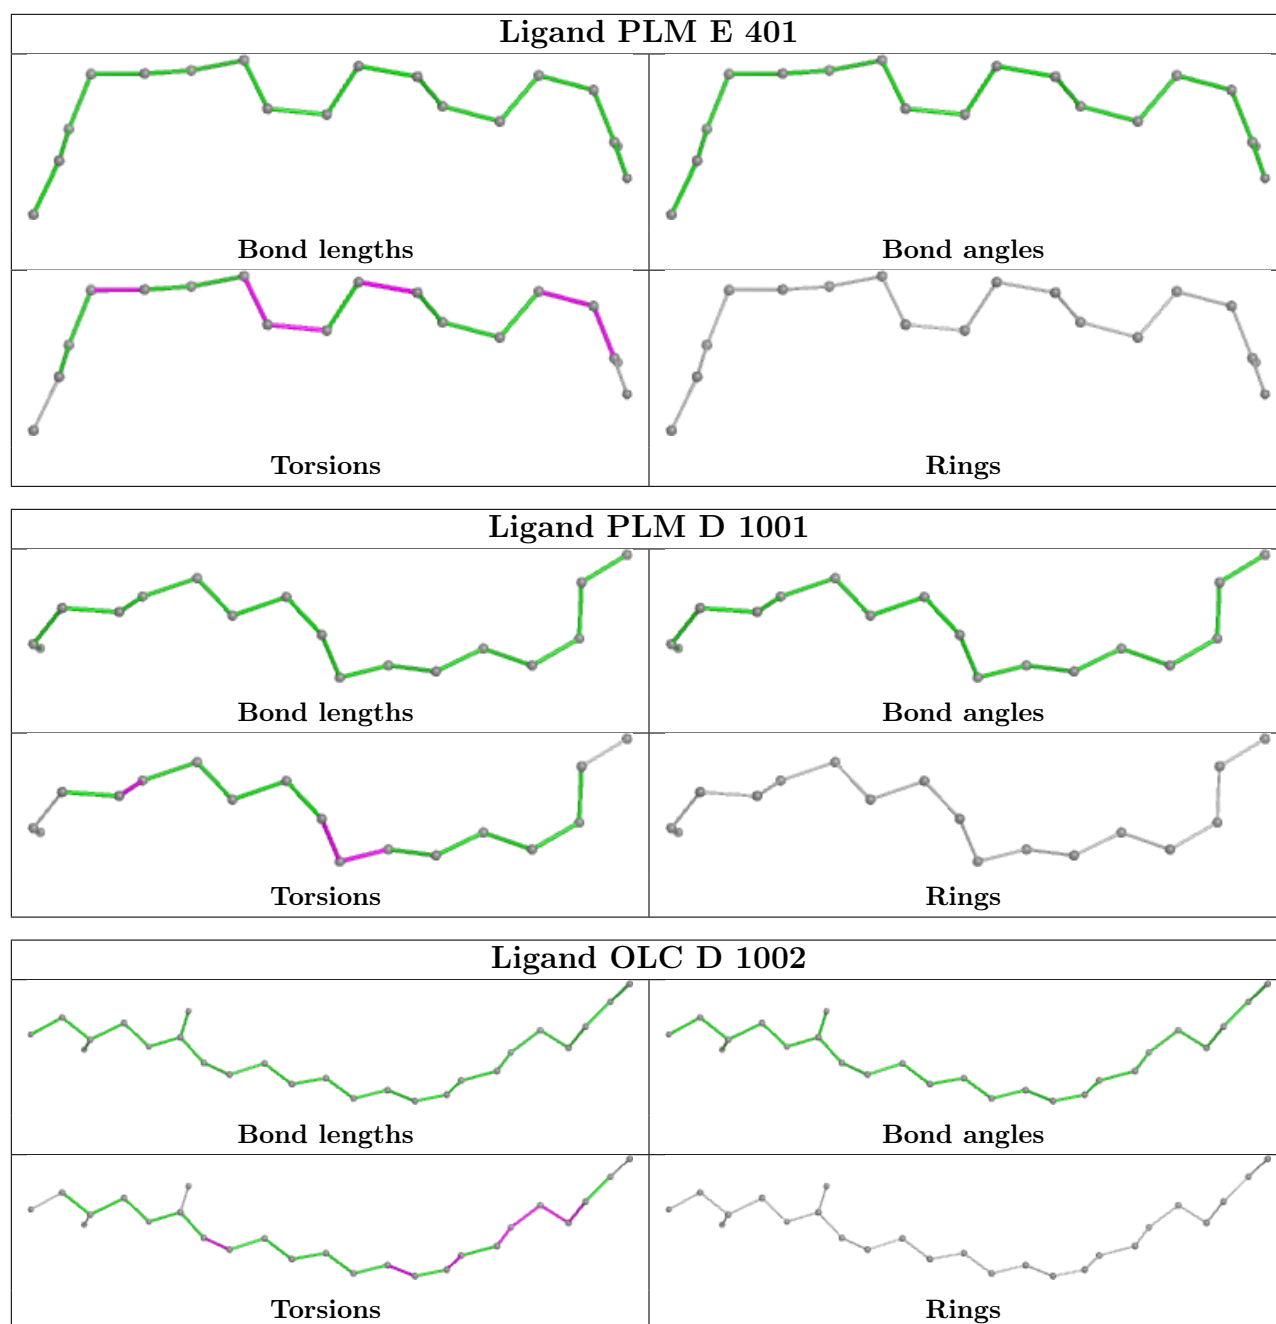 Ligand PLM E 401
Bond lengths
Bond angles
Torsions
Rings
Ligand PLM D 1001
Bond lengths
Bond angles
Torsions
Rings
Ligand OLC D 1002
Bond lengths
Bond angles
Torsions
Rings